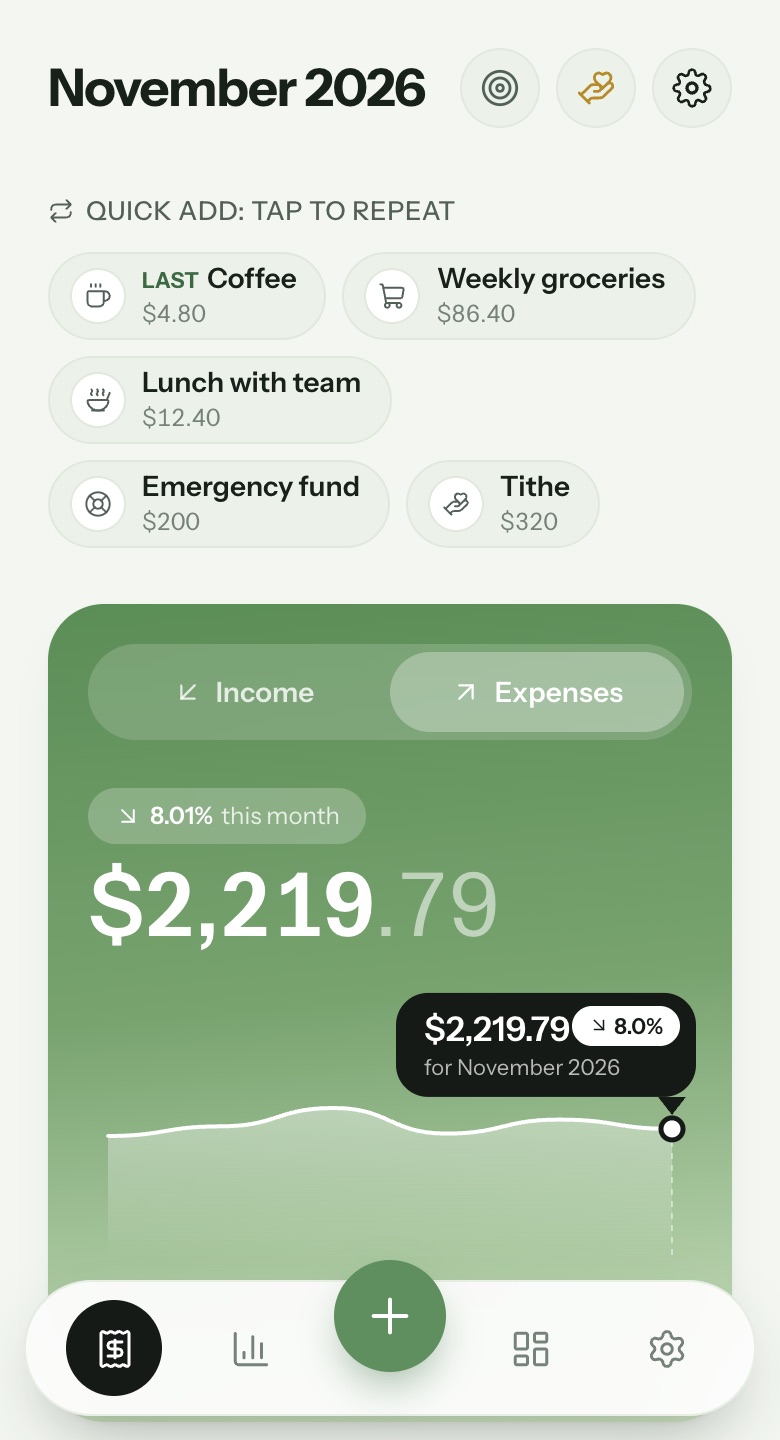 November 2026
QUICK ADD: TAP TO REPEAT
LAST Coffee
$4.80
Weekly groceries
$86.40
Lunch with team
$12.40
Emergency fund
$200
Tithe
$320
Income
Expenses
8.01% this month
$2,219.79
$2,219.79 8.0%
for November 2026